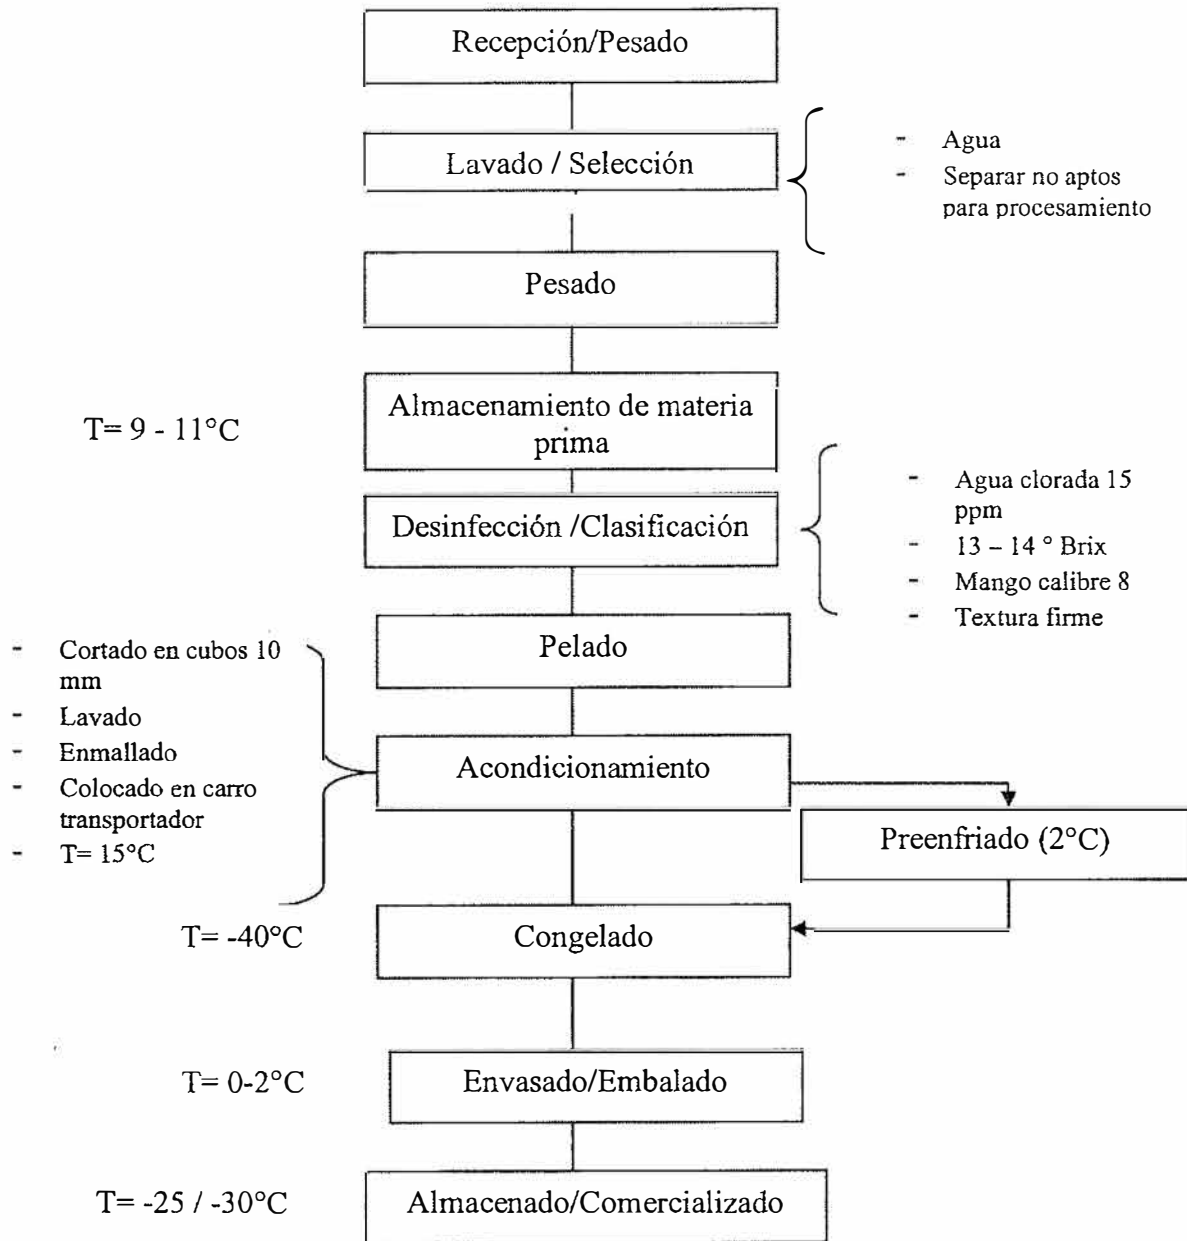 Recepción/Pesado
Lavado / Selección
- Agua
- Separar no aptos
para procesamiento
Pesado
Almacenamiento de materia
prima
T= 9 - 11°C
Desinfección /Clasificación
- Agua clorada 15
ppm
- 13 – 14 ° Brix
- Mango calibre 8
- Textura firme
Pelado
- Cortado en cubos 10
mm
- Lavado
- Enmallado
- Colocado en carro
transportador
- T= 15°C
Acondicionamiento
Preenfriado (2°C)
T= -40°C
Congelado
T= 0-2°C
Envasado/Embalado
T= -25 / -30°C
Almacenado/Comercializado